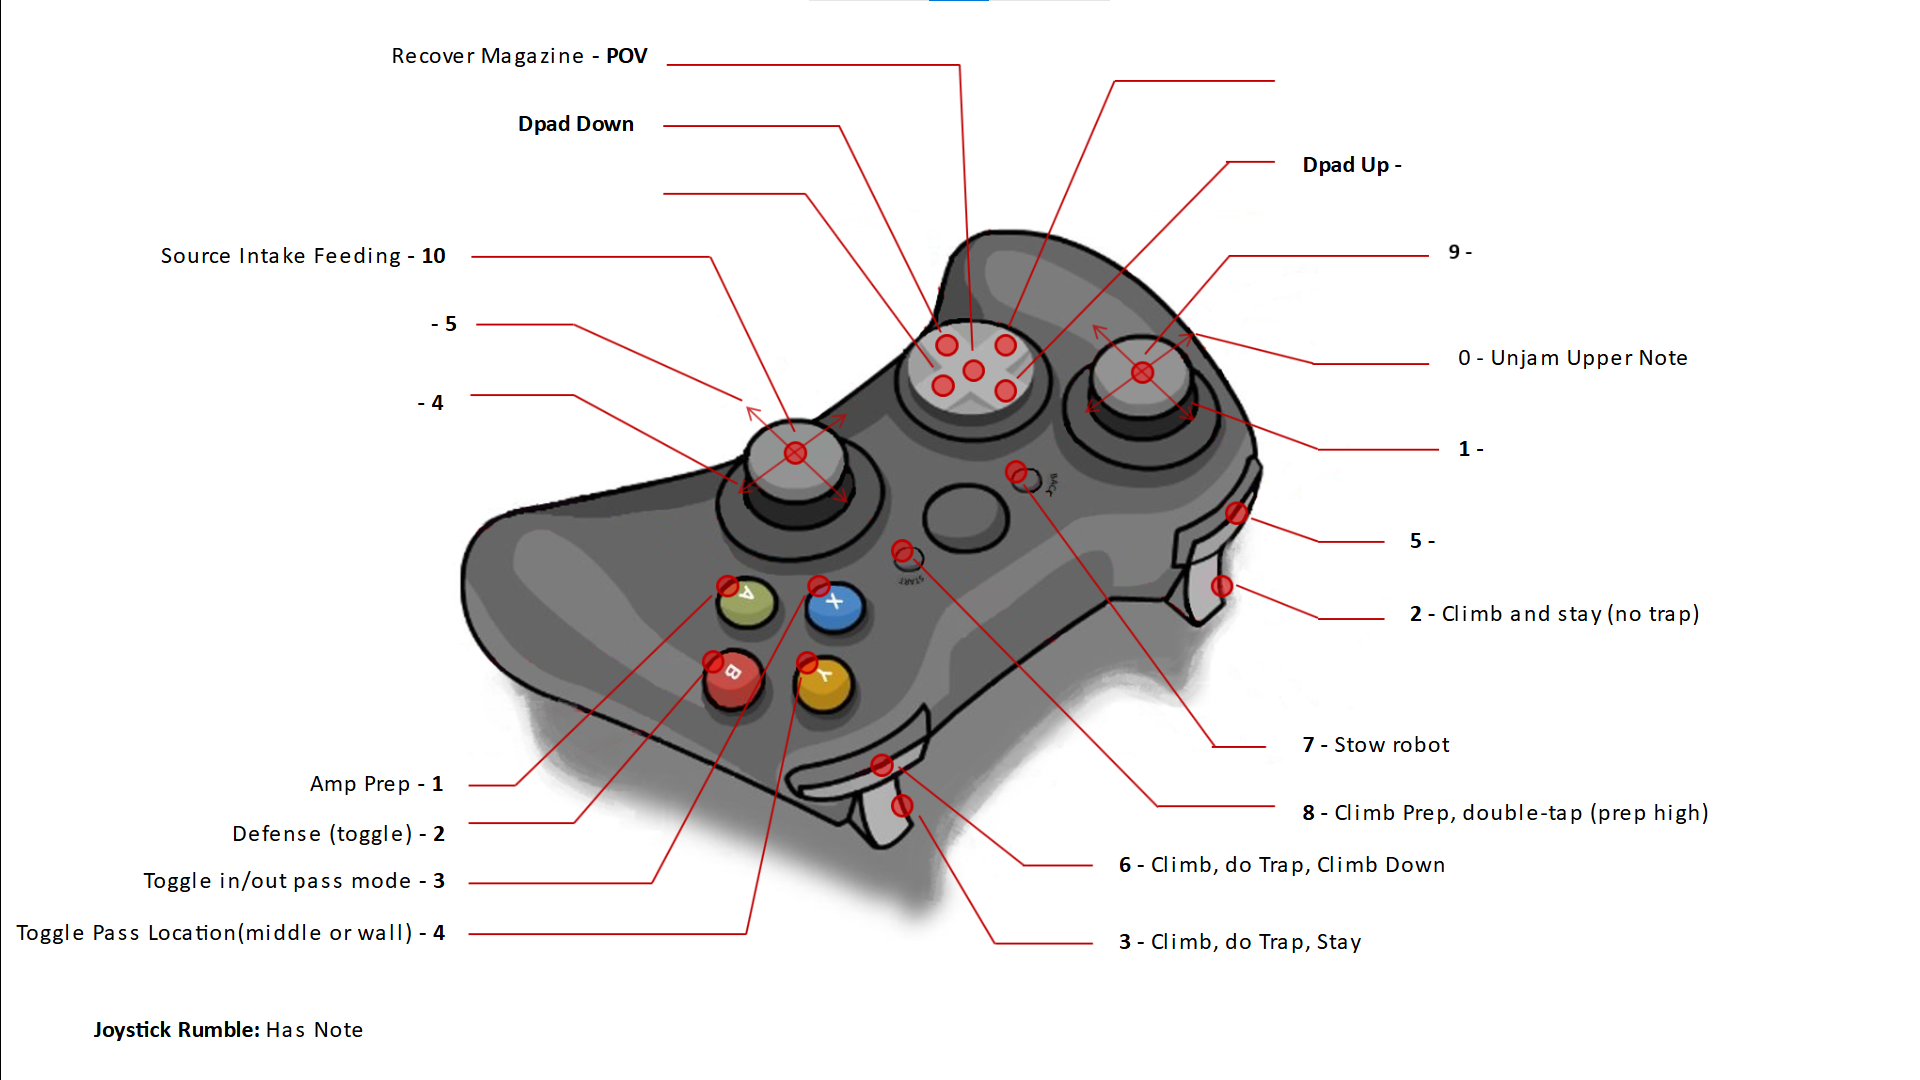 Recover Magazine - POV
Dpad Down
Dpad Up -
Source Intake Feeding - 10
9 -
- 5
0 - Unjam Upper Note
- 4
1 -
BACK
5 -
START
A
X
2 - Climb and stay (no trap)
B
Y
7 - Stow robot
Amp Prep - 1
8 - Climb Prep, double-tap (prep high)
Defense (toggle) - 2
6 - Climb, do Trap, Climb Down
Toggle in/out pass mode - 3
Toggle Pass Location(middle or wall) - 4
3 - Climb, do Trap, Stay
Joystick Rumble: Has Note